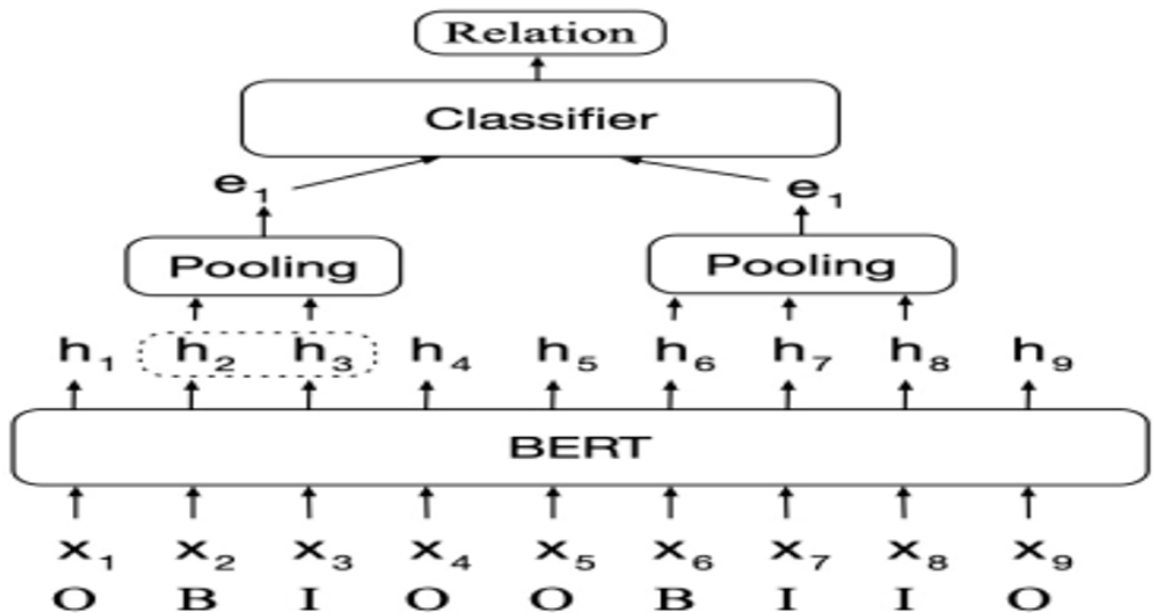 Relation
Classifier
e₁ e₁
Pooling Pooling
h₁ h₂ h₃ h₄ h₅ h₆ h₇ h₈ h₉
BERT
x₁ x₂ x₃ x₄ x₅ x₆ x₇ x₈ x₉
O B I O O B I I O